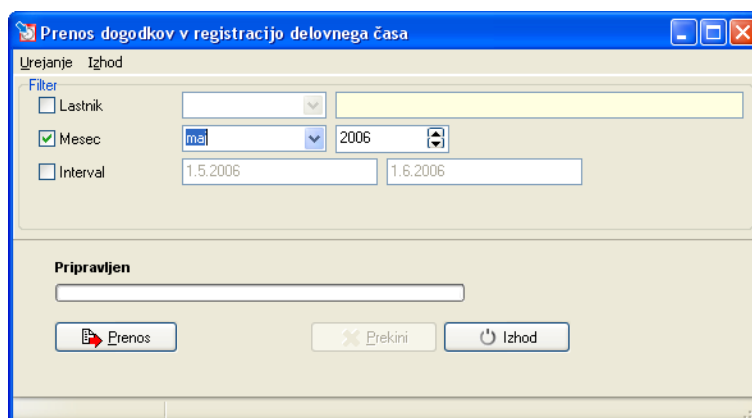 Prenos dogodkov v registracijo delovnega časa
Urejanje Izhod
Filter
Lastnik
Mesec maj 2006
Interval 1.5.2006 1.6.2006
Pripravljen
Prenos Prekini Izhod